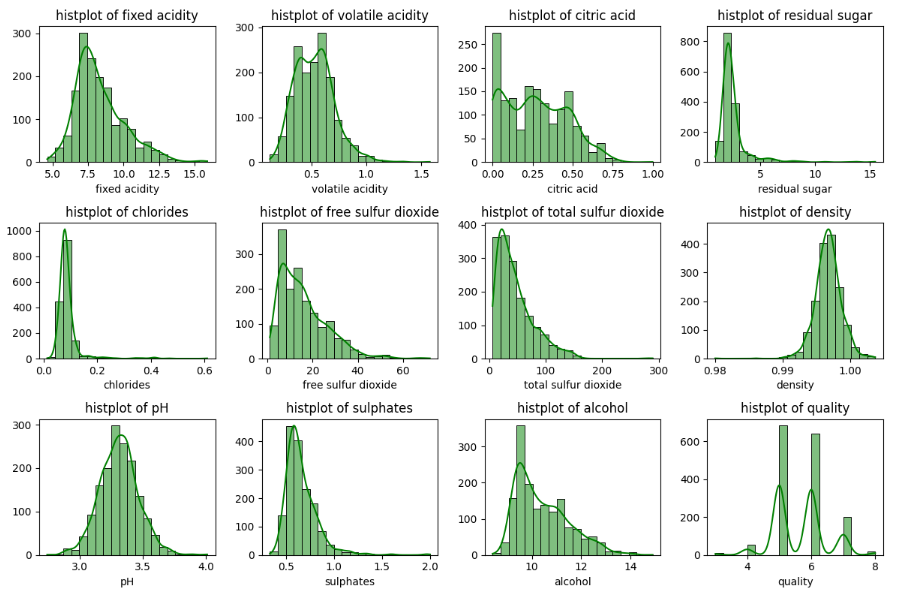 histplot of fixed acidity
300
200
100
0
5.0 7.5 10.0 12.5 15.0
fixed acidity
histplot of volatile acidity
300
200
100
0
0.5 1.0 1.5
volatile acidity
histplot of citric acid
250
200
150
100
50
0
0.00 0.25 0.50 0.75 1.00
citric acid
histplot of residual sugar
800
600
400
200
0
5 10 15
residual sugar
histplot of chlorides
1000
800
600
400
200
0
0.0 0.2 0.4 0.6
chlorides
histplot of free sulfur dioxide
300
200
100
0
0 20 40 60
free sulfur dioxide
histplot of total sulfur dioxide
400
300
200
100
0
0 100 200 300
total sulfur dioxide
histplot of density
400
300
200
100
0
0.98 0.99 1.00
density
histplot of pH
300
200
100
0
3.0 3.5 4.0
pH
histplot of sulphates
400
300
200
100
0
0.5 1.0 1.5 2.0
sulphates
histplot of alcohol
300
200
100
0
10 12 14
alcohol
histplot of quality
600
400
200
0
4 6 8
quality